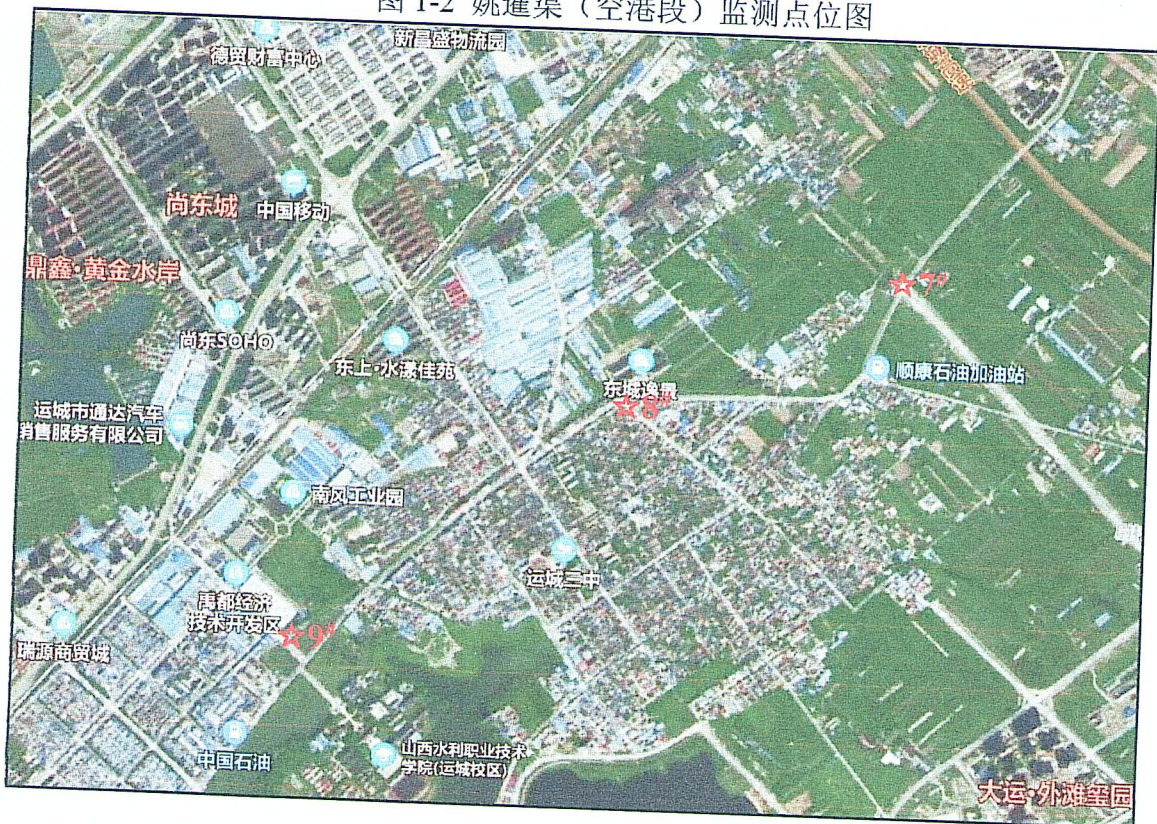 图 1-2 姚暹渠（空港段）监测点位图
新昌盛物流园
德贸财富中心
尚东城
中国移动
鼎鑫·黄金水岸
7#
尚东SOHO
东上·水漾佳苑
东城逸景
顺康石油加油站
8#
运城市通达汽车
销售服务有限公司
南风工业园
运城三中
禹都经济
技术开发区
9#
瑞源商贸城
中国石油
山西水利职业技术
学院(运城校区)
大运·外滩玺园